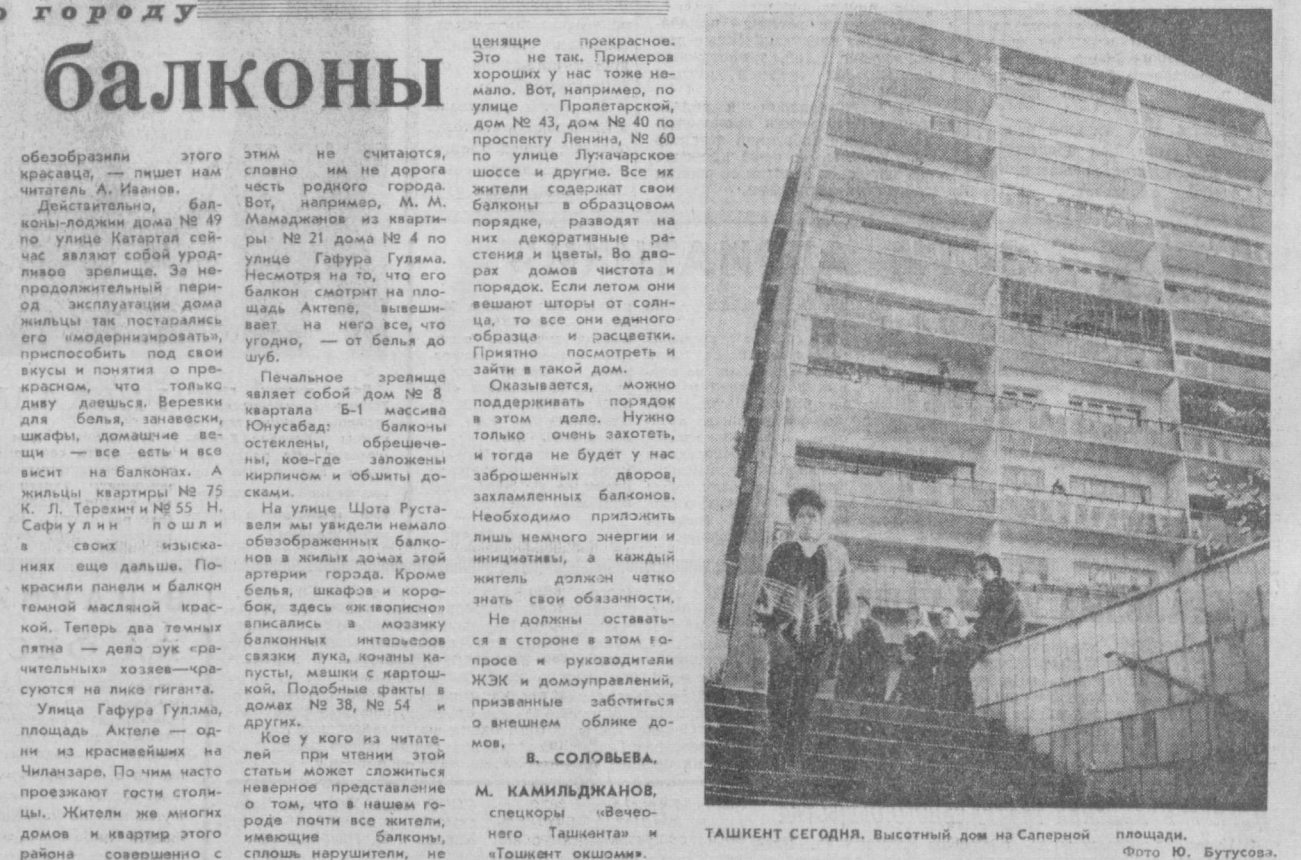 о городу
балконы
обезобразили этого
красавца, — пишет нам
читатель А. Иванов.
Действительно, бал-
коны-лоджии дома № 49
по улице Катартал сей-
час являют собой урод-
ливое зрелище. За не-
продолжительный пери-
од эксплуатации дома
жильцы так постарались
его «модернизировать»,
приспособить под свои
вкусы и понятия о пре-
красном, что только
диву даешься. Веревки
для белья, занавески,
шкафы, домашние ве-
щи — все есть и все
висит на балконах. А
жильцы квартиры № 75
К. Л. Терехич и № 55 Н.
Сафиулин пошли
в своих изыска-
ниях еще дальше. По-
красили панели и балкон
темной масляной крас-
кой. Теперь два темных
пятна — дело рук «ра-
чительных» хозяев—кра-
суются на лике гиганта.
Улица Гафура Гуляма,
площадь Актепе — од-
ни из красивейших на
Чиланзаре. По ним часто
проезжают гости столи-
цы. Жители же многих
домов и квартир этого
района совершенно с
этим не считаются,
словно им не дорога
честь родного города.
Вот, например, М. М.
Мамаджанов из кварти-
ры № 21 дома № 4 по
улице Гафура Гуляма.
Несмотря на то, что его
балкон смотрит на пло-
щадь Актепе, вывеши-
вает на него все, что
угодно, — от белья до
шуб.
Печальное зрелище
являет собой дом № 8
квартала Б-1 массива
Юнусабад: балконы
остеклены, обрешече-
ны, кое-где заложены
кирпичом и обшиты до-
сками.
На улице Шота Руста-
вели мы увидели немало
обезображенных балко-
нов в жилых домах этой
артерии города. Кроме
белья, шкафов и коро-
бок, здесь «живописно»
вписались в мозаику
балконных интерьеров
связки лука, кочаны ка-
пусты, мешки с картош-
кой. Подобные факты в
домах № 38, № 54 и
других.
Кое у кого из читате-
лей при чтении этой
статьи может сложиться
неверное представление
о том, что в нашем го-
роде почти все жители,
имеющие балконы,
сплошь нарушители, не
ценящие прекрасное.
Это не так. Примеров
хороших у нас тоже не-
мало. Вот, например, по
улице Пролетарской,
дом № 43, дом № 40 по
проспекту Ленина, № 60
по улице Луначарское
шоссе и другие. Все их
жители содержат свои
балконы в образцовом
порядке, разводят на
них декоративные ра-
стения и цветы. Во дво-
рах домов чистота и
порядок. Если летом они
вешают шторы от солн-
ца, то все они единого
образца и расцветки.
Приятно посмотреть и
зайти в такой дом.
Оказывается, можно
поддерживать порядок
в этом деле. Нужно
только очень захотеть,
и тогда не будет у нас
заброшенных дворов,
захламленных балконов.
Необходимо приложить
лишь немного энергии и
инициативы, а каждый
житель должен четко
знать свои обязанности.
Не должны оставать-
ся в стороне в этом во-
просе и руководители
ЖЭК и домоуправлений,
призванные заботиться
о внешнем облике до-
мов.
В. СОЛОВЬЕВА,
М. КАМИЛЬДЖАНОВ,
спецкоры «Вечер-
него Ташкента» и
«Тошкент окшоми».
ТАШКЕНТ СЕГОДНЯ. Высотный дом на Саперной площади.
Фото Ю. Бутусова.